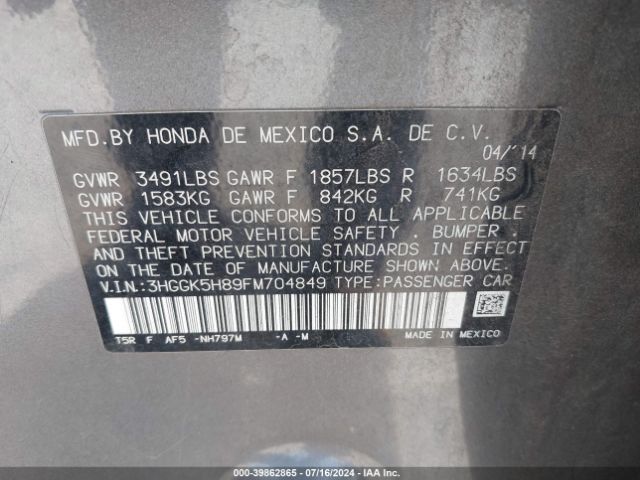 MFD.BY HONDA DE MEXICO S.A. DE C.V.
04/'14
GVWR 3491LBS GAWR F 1857LBS R 1634LBS
GVWR 1583KG GAWR F 842KG R 741KG
THIS VEHICLE CONFORMS TO ALL APPLICABLE
FEDERAL MOTOR VEHICLE SAFETY . BUMPER .
AND THEFT PREVENTION STANDARDS IN EFFECT
ON THE DATE OF MANUFACTURE SHOWN ABOVE.
V.I.N.:3HGGK5H89FM704849 TYPE:PASSENGER CAR
T5R F AF5 -NH797M -A -M MADE IN MEXICO
000-39862865 / 07/16/2024 - IAA Inc.